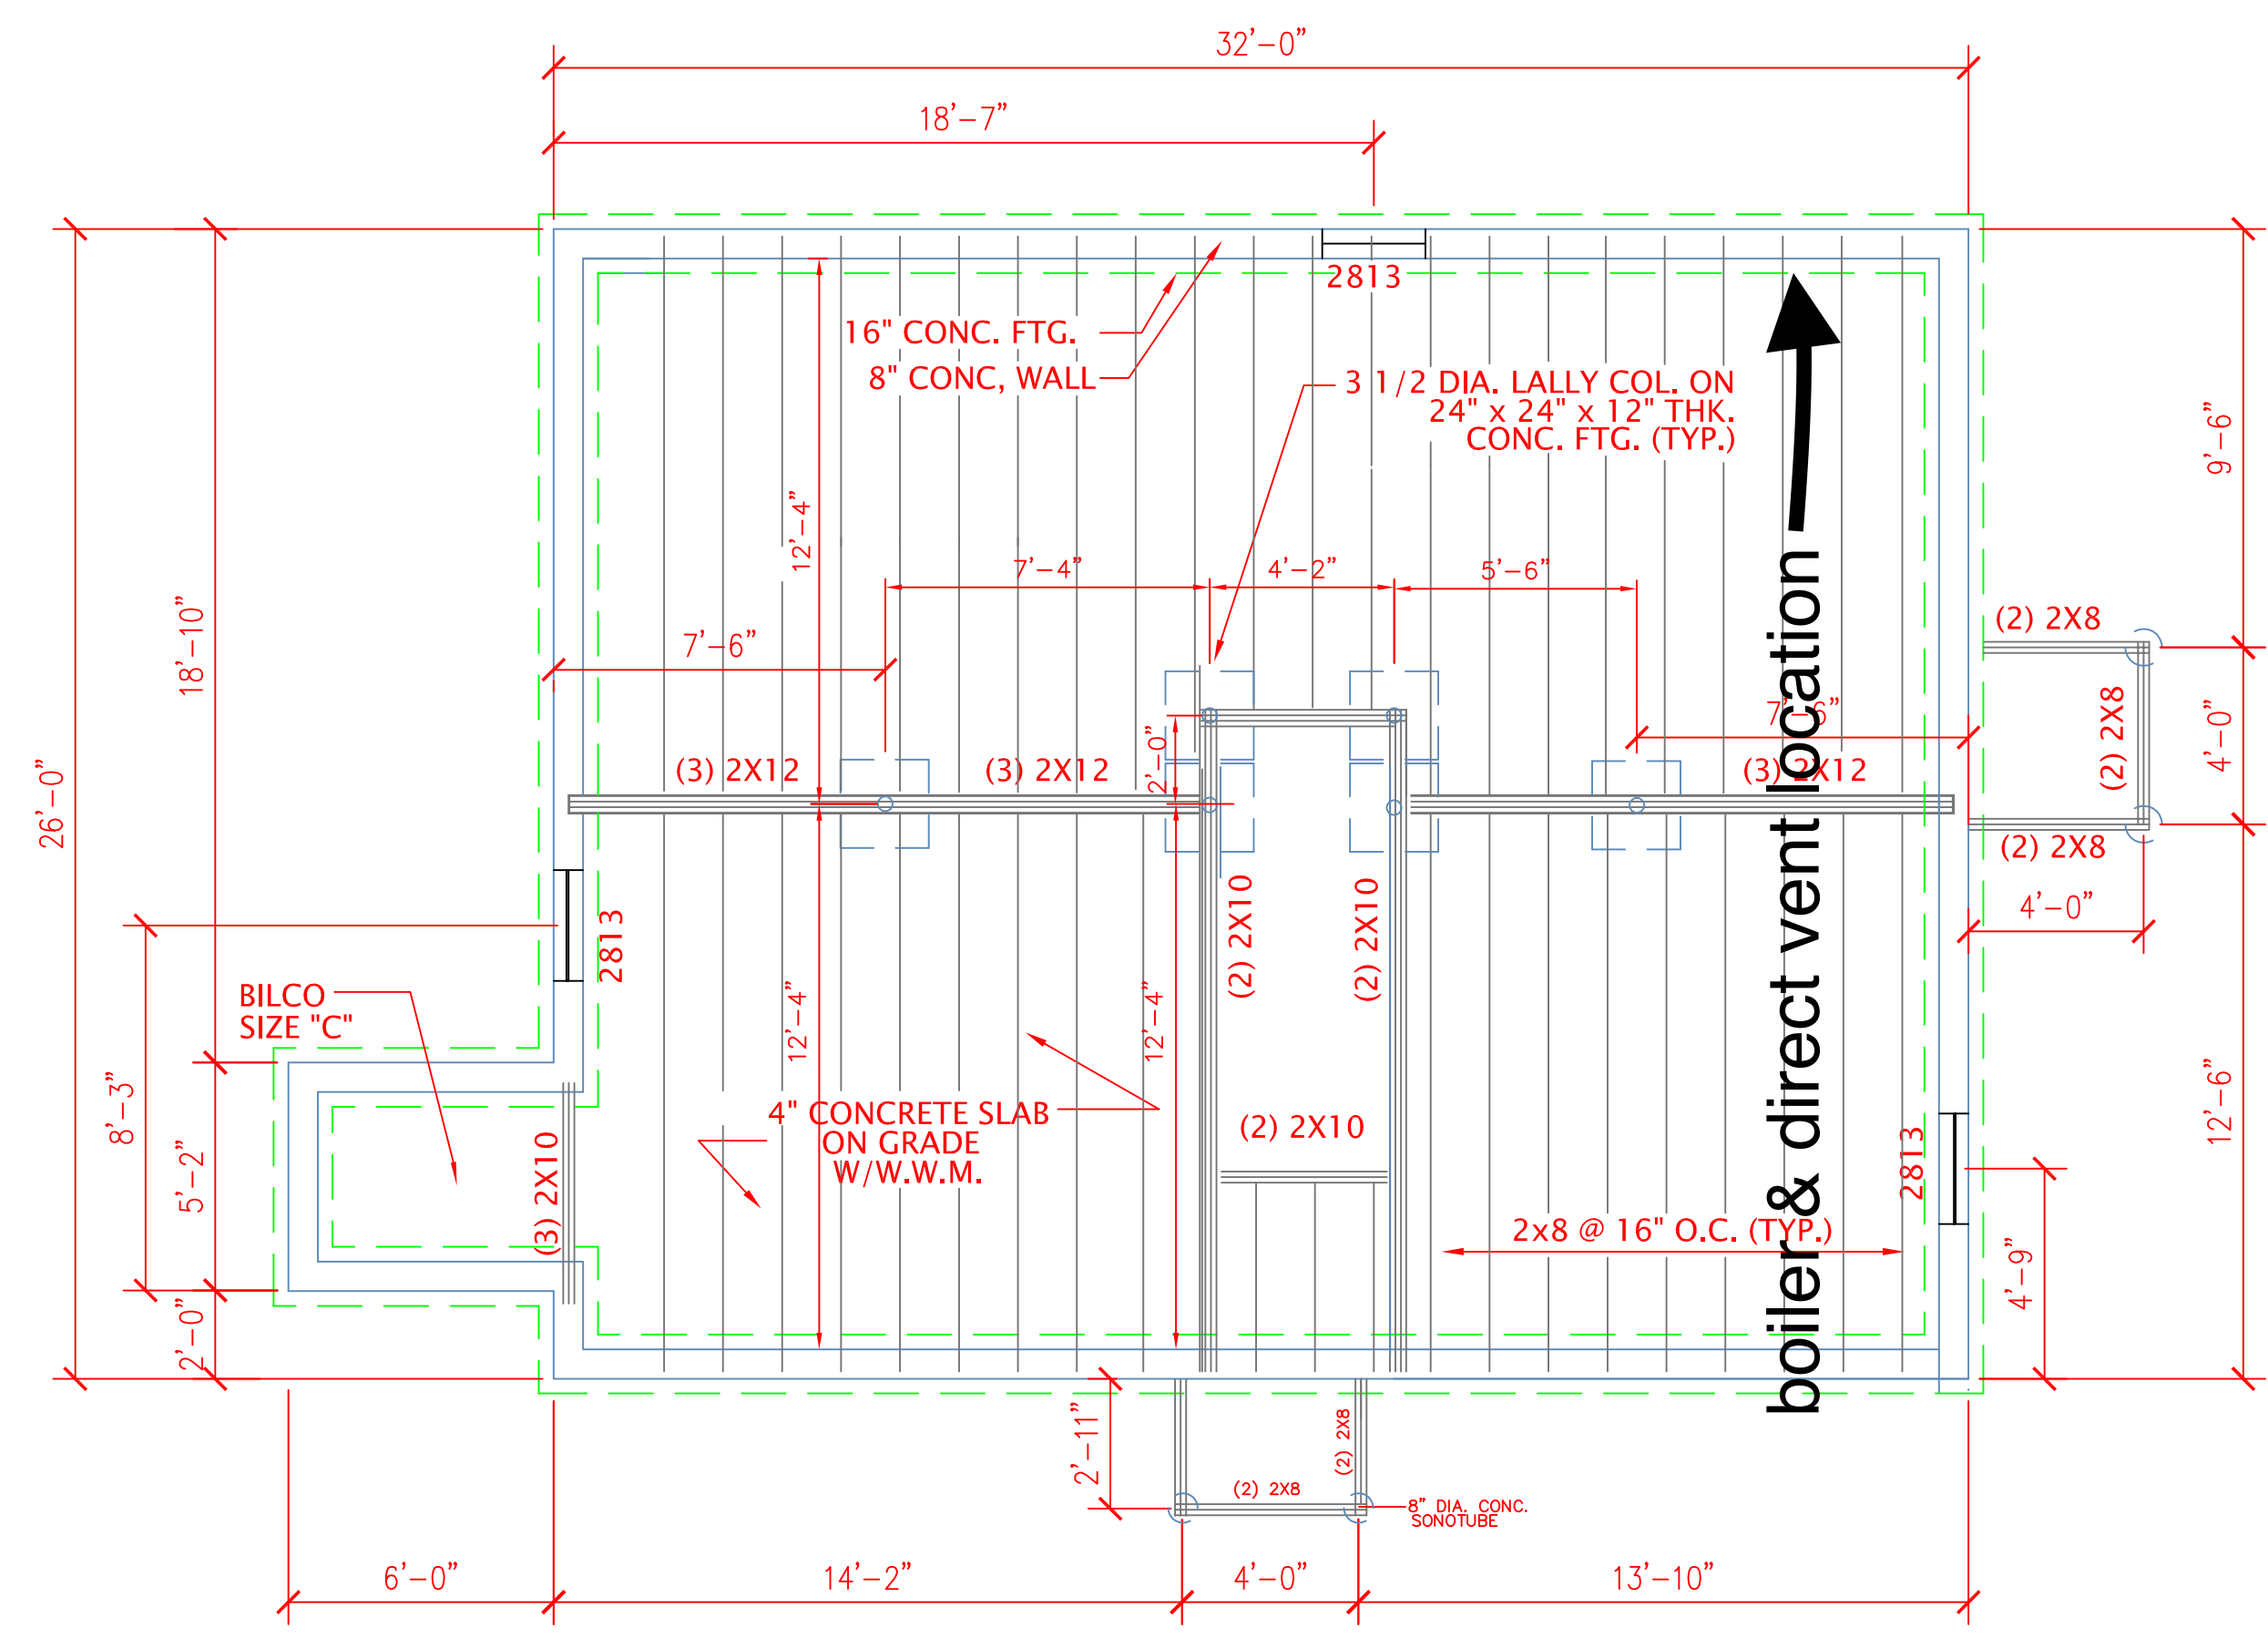 32'-0"
18'-7"
2813
16" CONC. FTG.
8" CONC, WALL
3 1/2 DIA. LALLY COL. ON
24" x 24" x 12" THK.
CONC. FTG. (TYP.)
9'-6"
12'-4"
7'-4"
4'-2"
5'-6"
18'-10"
7'-6"
7'-6"
(2) 2X8
(2) 2X8
4'-0"
26'-0"
(3) 2X12
(3) 2X12
2'-0"
(3) 2X12
(2) 2X8
4'-0"
boiler & direct vent location
2813
(2) 2X10
(2) 2X10
BILCO
SIZE "C"
12'-4"
12'-4"
8'-3"
5'-2"
2'-0"
(3) 2X10
4" CONCRETE SLAB
ON GRADE
W/W.W.M.
(2) 2X10
2813
12'-6"
2x8 @ 16" O.C. (TYP.)
4'-9"
2'-11"
(2) 2X8
(2) 2X8
8" DIA. CONC.
SONOTUBE
6'-0"
14'-2"
4'-0"
13'-10"